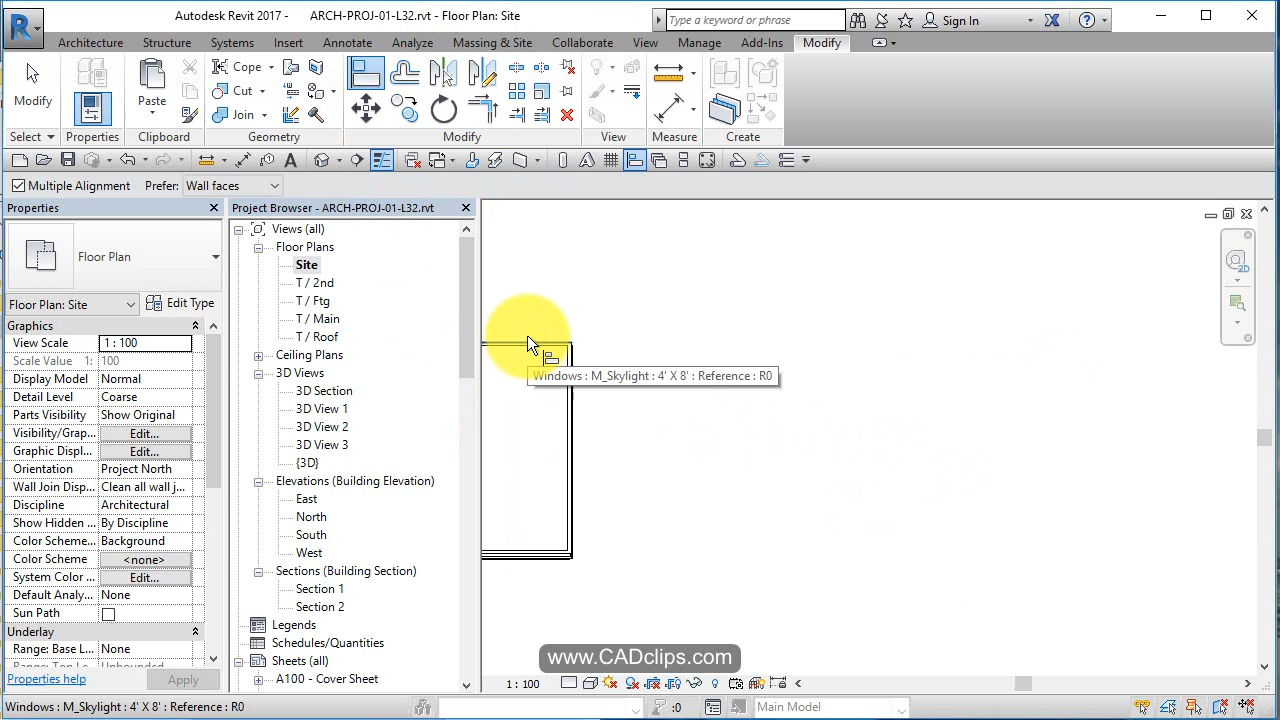 Autodesk Revit 2017 - ARCH-PROJ-01-L32.rvt - Floor Plan: Site
Type a keyword or phrase
Sign In
Architecture Structure Systems Insert Annotate Analyze Massing & Site Collaborate View Manage Add-Ins Modify
Modify Paste Cope Cut Join
Select Properties Clipboard Geometry Modify View Measure Create
Multiple Alignment Prefer: Wall faces
Properties
Floor Plan
Floor Plan: Site Edit Type
Graphics
View Scale 1 : 100
Scale Value 1: 100
Display Model Normal
Detail Level Coarse
Parts Visibility Show Original
Visibility/Grap... Edit...
Graphic Displ... Edit...
Orientation Project North
Wall Join Disp... Clean all wall j...
Discipline Architectural
Show Hidden ... By Discipline
Color Scheme... Background
Color Scheme <none>
System Color ... Edit...
Default Analy... None
Sun Path
Underlay
Range: Base L... None
Range: Top Le... Unbounded
Properties help Apply
Project Browser - ARCH-PROJ-01-L32.rvt
Views (all)
Floor Plans
Site
T / 2nd
T / Ftg
T / Main
T / Roof
Ceiling Plans
3D Views
3D Section
3D View 1
3D View 2
3D View 3
{3D}
Elevations (Building Elevation)
East
North
South
West
Sections (Building Section)
Section 1
Section 2
Legends
Schedules/Quantities
Sheets (all)
A100 - Cover Sheet
2D
Windows : M_Skylight : 4' X 8' : Reference : R0
www.CADclips.com
1 : 100
Windows : M_Skylight : 4' X 8' : Reference : R0
:0
Main Model